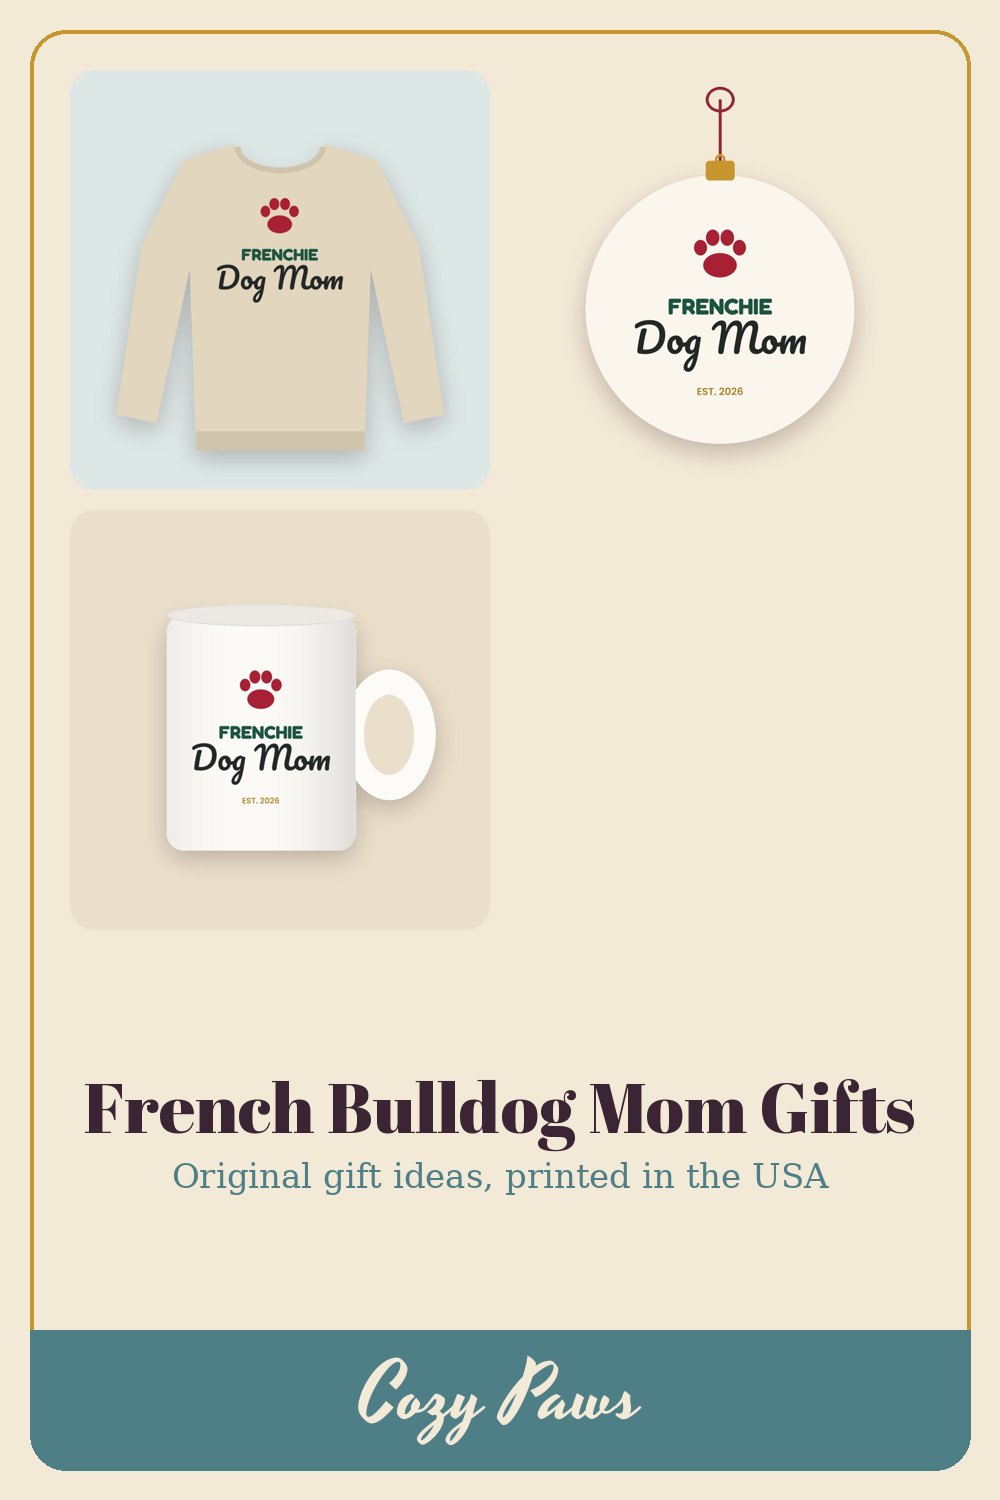 FRENCHIE
Dog Mom
FRENCHIE
Dog Mom
EST. 2026
FRENCHIE
Dog Mom
EST. 2026
French Bulldog Mom Gifts
Original gift ideas, printed in the USA
Cozy Paws